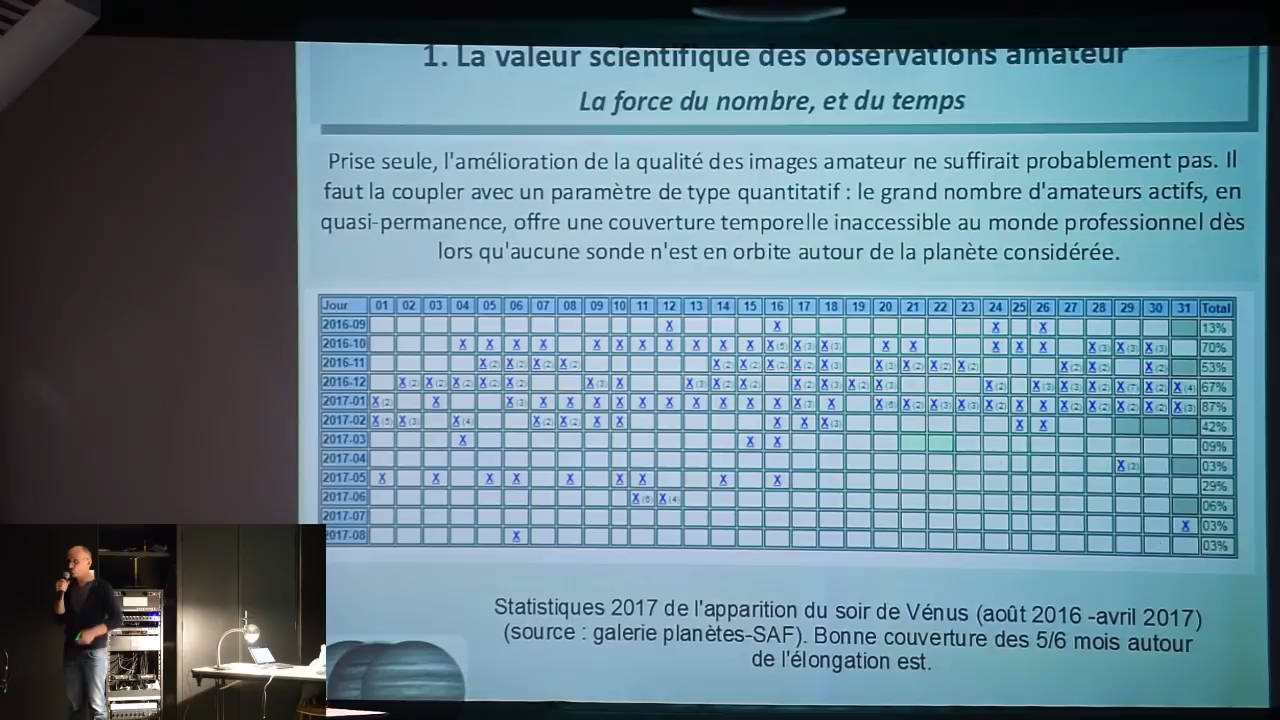 1. La valeur scientifique des observations amateur
La force du nombre, et du temps
Prise seule, l'amélioration de la qualité des images amateur ne suffirait probablement pas. Il
faut la coupler avec un paramètre de type quantitatif : le grand nombre d'amateurs actifs, en
quasi-permanence, offre une couverture temporelle inaccessible au monde professionnel dès
lors qu'aucune sonde n'est en orbite autour de la planète considérée.
Jour 01 02 03 04 05 06 07 08 09 10 11 12 13 14 15 16 17 18 19 20 21 22 23 24 25 26 27 28 29 30 31 Total
2016-09 X X X X 13%
2016-10 X X X X X X X X X X X X X X X X X X X X X 70%
2016-11 X X X X X X X X X X X X X X X X 53%
2016-12 X X X X X X X X X X X X X X X X X X X X X 67%
2017-01 X X X X X X X X X X X X X X X X X X X X X X X X X X X 87%
2017-02 X X X X X X X X X X X X 42%
2017-03 X X X 09%
2017-04 X 03%
2017-05 X X X X X X X X X 29%
2017-06 X X 06%
2017-07 X 03%
2017-08 X 03%
Statistiques 2017 de l'apparition du soir de Vénus (août 2016 -avril 2017)
(source : galerie planètes-SAF). Bonne couverture des 5/6 mois autour
de l'élongation est.